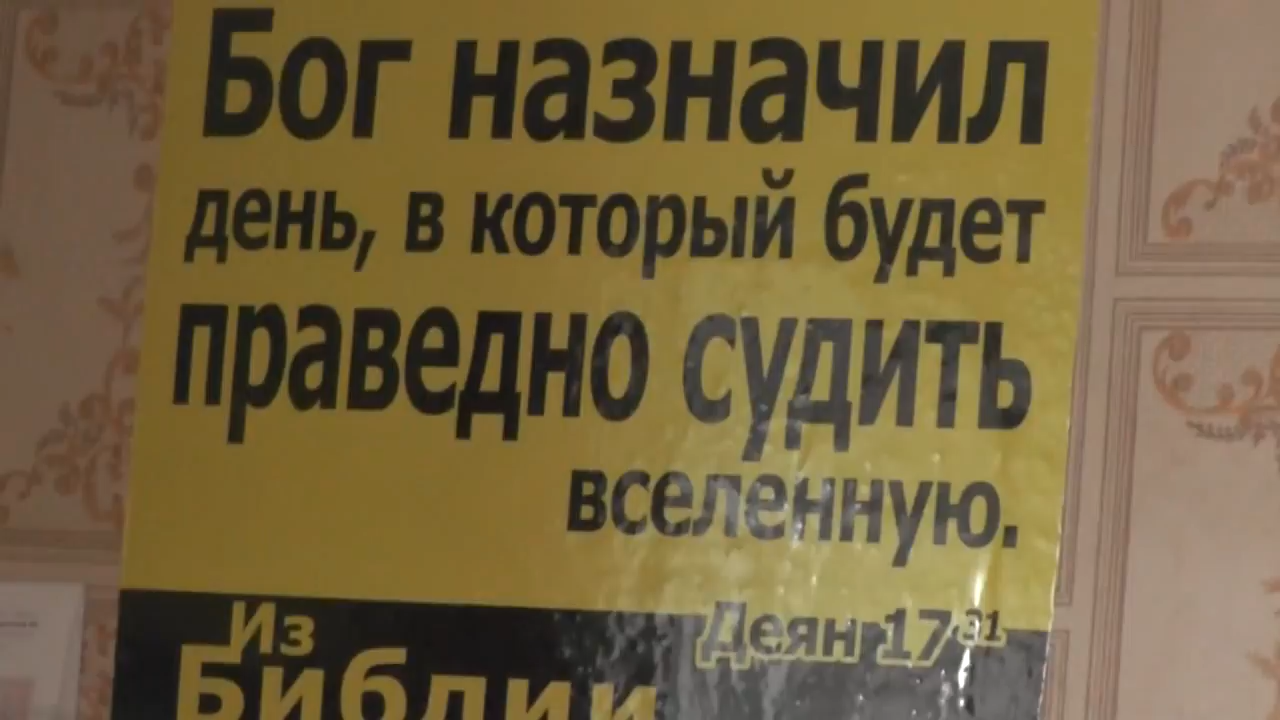 Бог назначил
день, в который будет
праведно судить
вселенную.
Деян 17 31
Из
Библии